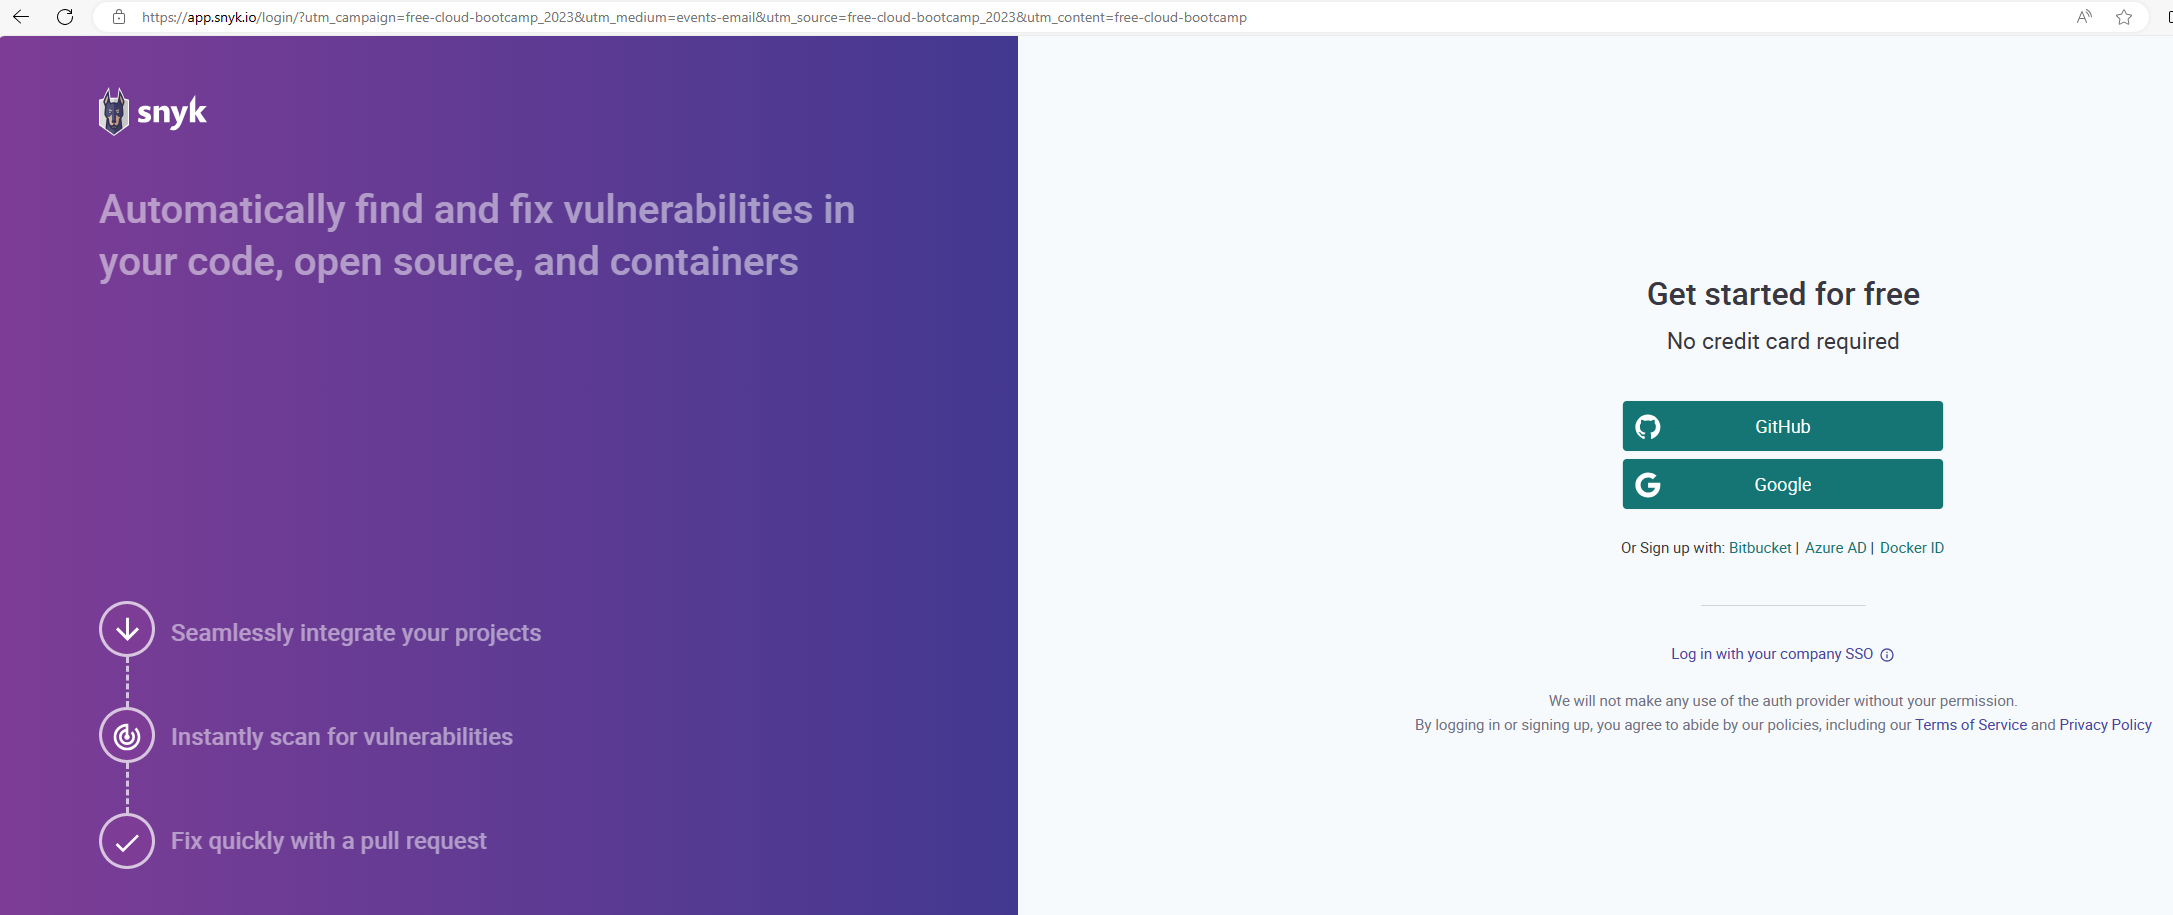 https://app.snyk.io/login/?utm_campaign=free-cloud-bootcamp_2023&utm_medium=events-email&utm_source=free-cloud-bootcamp_2023&utm_content=free-cloud-bootcamp
snyk
Automatically find and fix vulnerabilities in
your code, open source, and containers
Seamlessly integrate your projects
Instantly scan for vulnerabilities
Fix quickly with a pull request
Get started for free
No credit card required
GitHub
Google
Or Sign up with: Bitbucket | Azure AD | Docker ID
Log in with your company SSO
We will not make any use of the auth provider without your permission.
By logging in or signing up, you agree to abide by our policies, including our Terms of Service and Privacy Policy